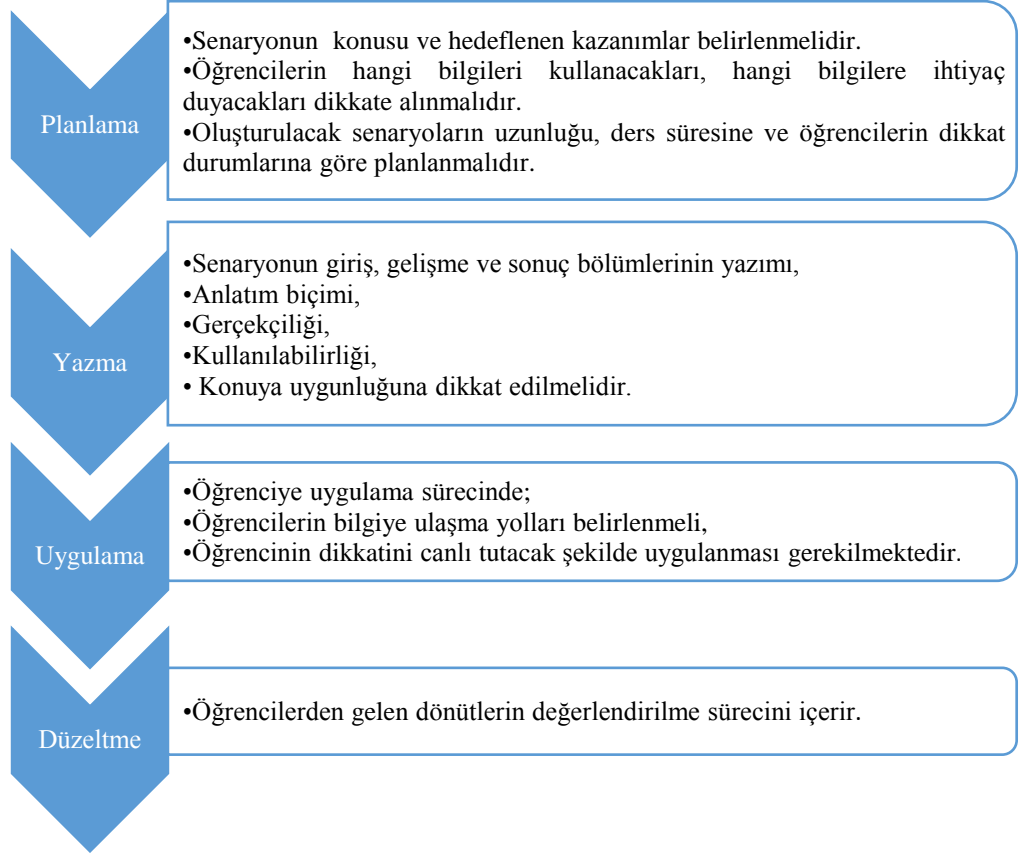 Planlama
•Senaryonun  konusu ve hedeflenen kazanımlar belirlenmelidir.
•Öğrencilerin hangi bilgileri kullanacakları, hangi bilgilere ihtiyaç
duyacakları dikkate alınmalıdır.
•Oluşturulacak senaryoların uzunluğu, ders süresine ve öğrencilerin dikkat
durumlarına göre planlanmalıdır.
Yazma
•Senaryonun giriş, gelişme ve sonuç bölümlerinin yazımı,
•Anlatım biçimi,
•Gerçekçiliği,
•Kullanılabilirliği,
• Konuya uygunluğuna dikkat edilmelidir.
Uygulama
•Öğrenciye uygulama sürecinde;
•Öğrencilerin bilgiye ulaşma yolları belirlenmeli,
•Öğrencinin dikkatini canlı tutacak şekilde uygulanması gerekilmektedir.
Düzeltme
•Öğrencilerden gelen dönütlerin değerlendirilme sürecini içerir.